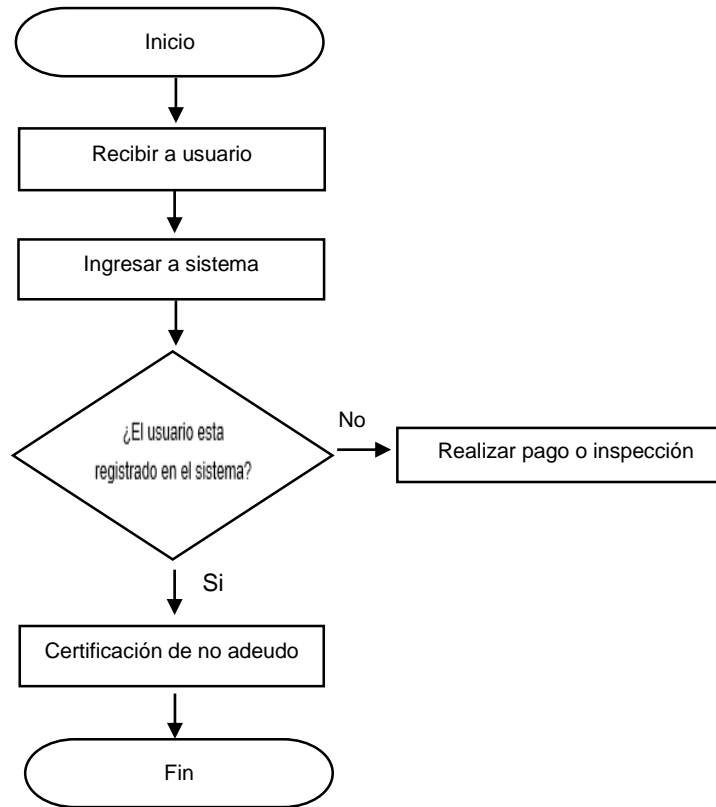 Inicio
Recibir a usuario
Ingresar a sistema
¿El usuario esta
registrado en el sistema?
No
Realizar pago o inspección
Si
Certificación de no adeudo
Fin